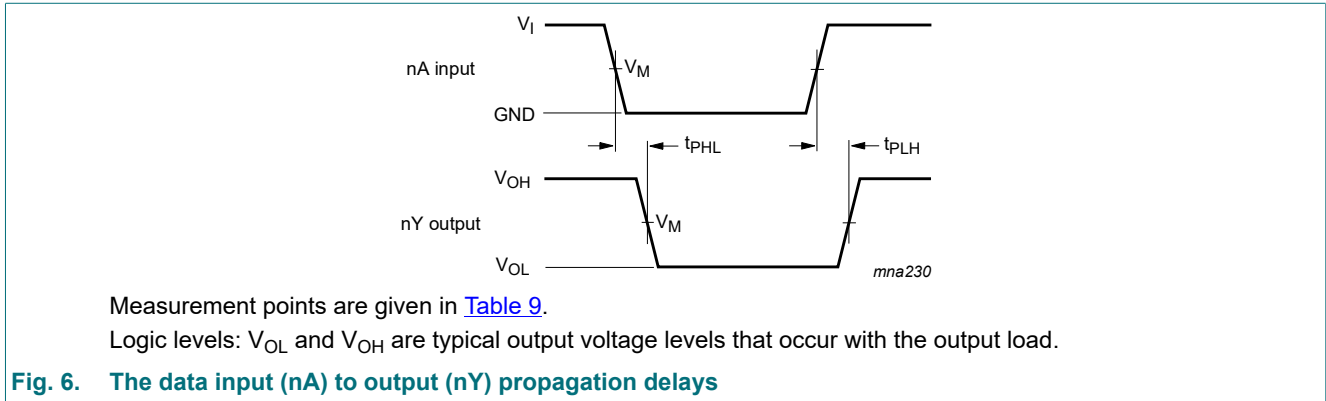 V_I
nA input
V_M
GND
t_PHL
t_PLH
V_OH
nY output
V_M
V_OL
mna230
Measurement points are given in Table 9.
Logic levels: V_OL and V_OH are typical output voltage levels that occur with the output load.
Fig. 6. The data input (nA) to output (nY) propagation delays